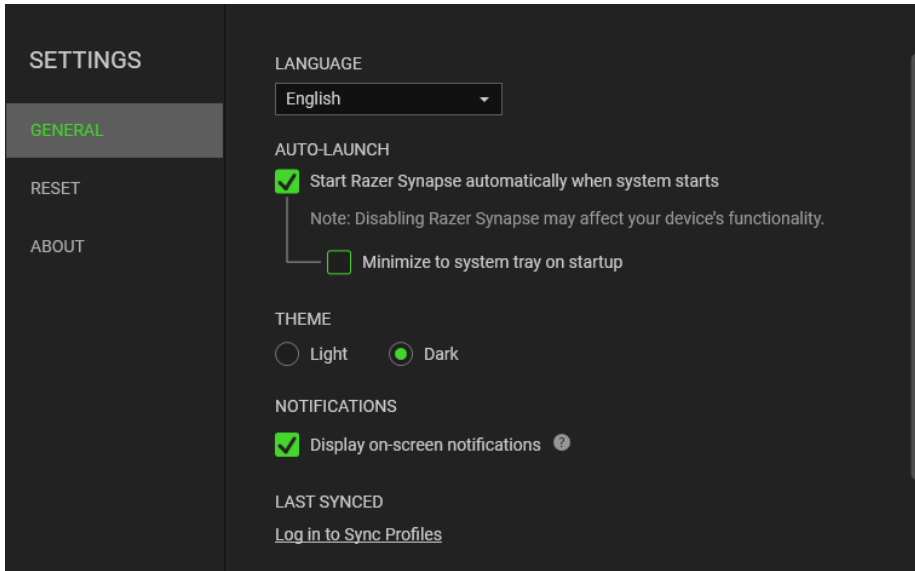 SETTINGS
GENERAL
RESET
ABOUT
LANGUAGE
English
AUTO-LAUNCH
Start Razer Synapse automatically when system starts
Note: Disabling Razer Synapse may affect your device’s functionality.
Minimize to system tray on startup
THEME
Light
Dark
NOTIFICATIONS
Display on-screen notifications ?
LAST SYNCED
Log in to Sync Profiles